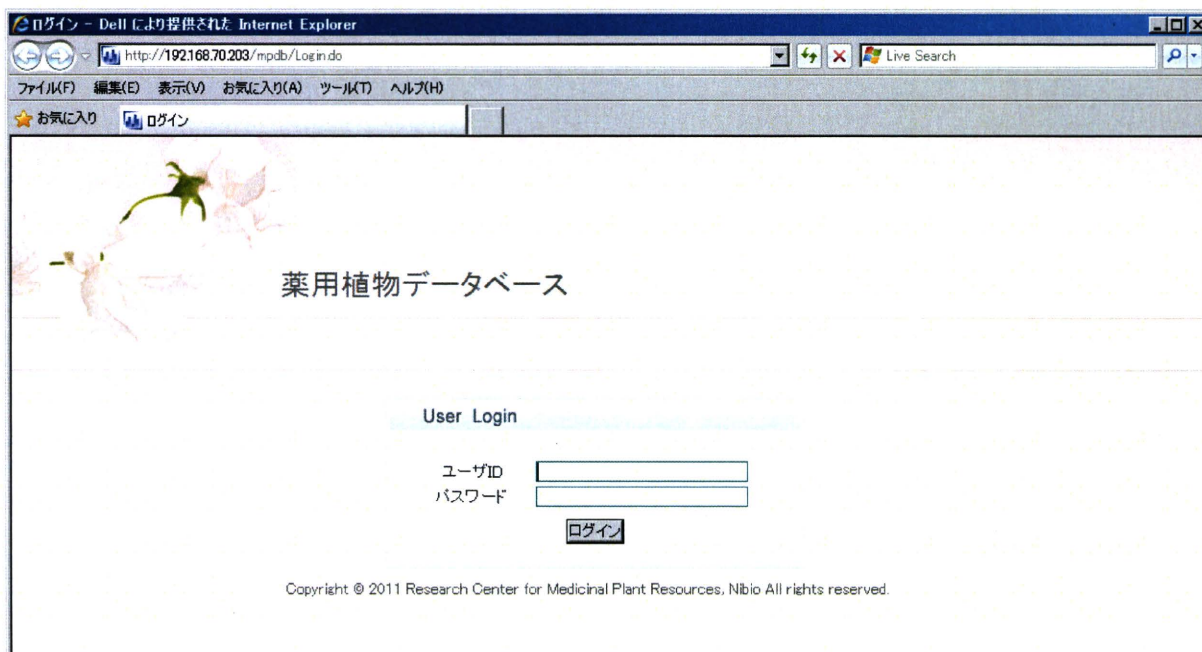 ログイン - Dell により提供された Internet Explorer
http://192.168.70.203/mpdb/Login.do
Live Search
ファイル(F) 編集(E) 表示(V) お気に入り(A) ツール(T) ヘルプ(H)
お気に入り ログイン
薬用植物データベース
User Login
ユーザID
パスワード
ログイン
Copyright © 2011 Research Center for Medicinal Plant Resources, Nibio All rights reserved.